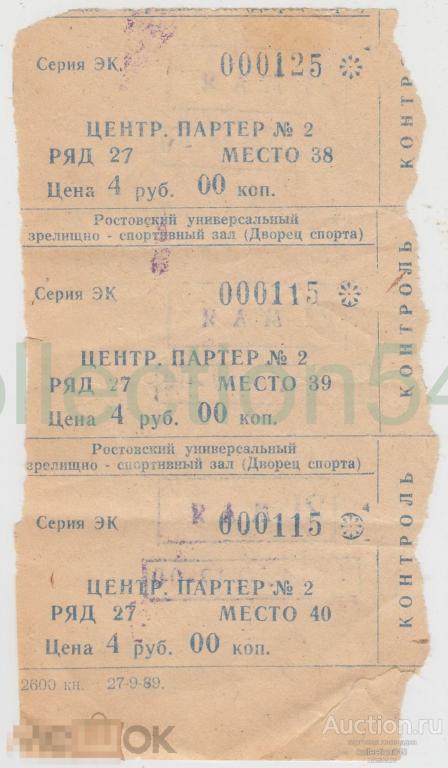 Серия ЭК 000125
ЦЕНТР. ПАРТЕР № 2
РЯД 27 МЕСТО 38
Цена 4 руб. 00 коп.
КОНТРОЛЬ
Ростовский универсальный
зрелищно - спортивный зал (Дворец спорта)
Серия ЭК 000115
ЦЕНТР. ПАРТЕР № 2
РЯД 27 МЕСТО 39
Цена 4 руб. 00 коп.
КОНТРОЛЬ
Ростовский универсальный
зрелищно - спортивный зал (Дворец спорта)
Серия ЭК 000115
ЦЕНТР. ПАРТЕР № 2
РЯД 27 МЕСТО 40
Цена 4 руб. 00 коп.
КОНТРОЛЬ
2600 кн. 27-9-89.
ollection54
Auction.ru